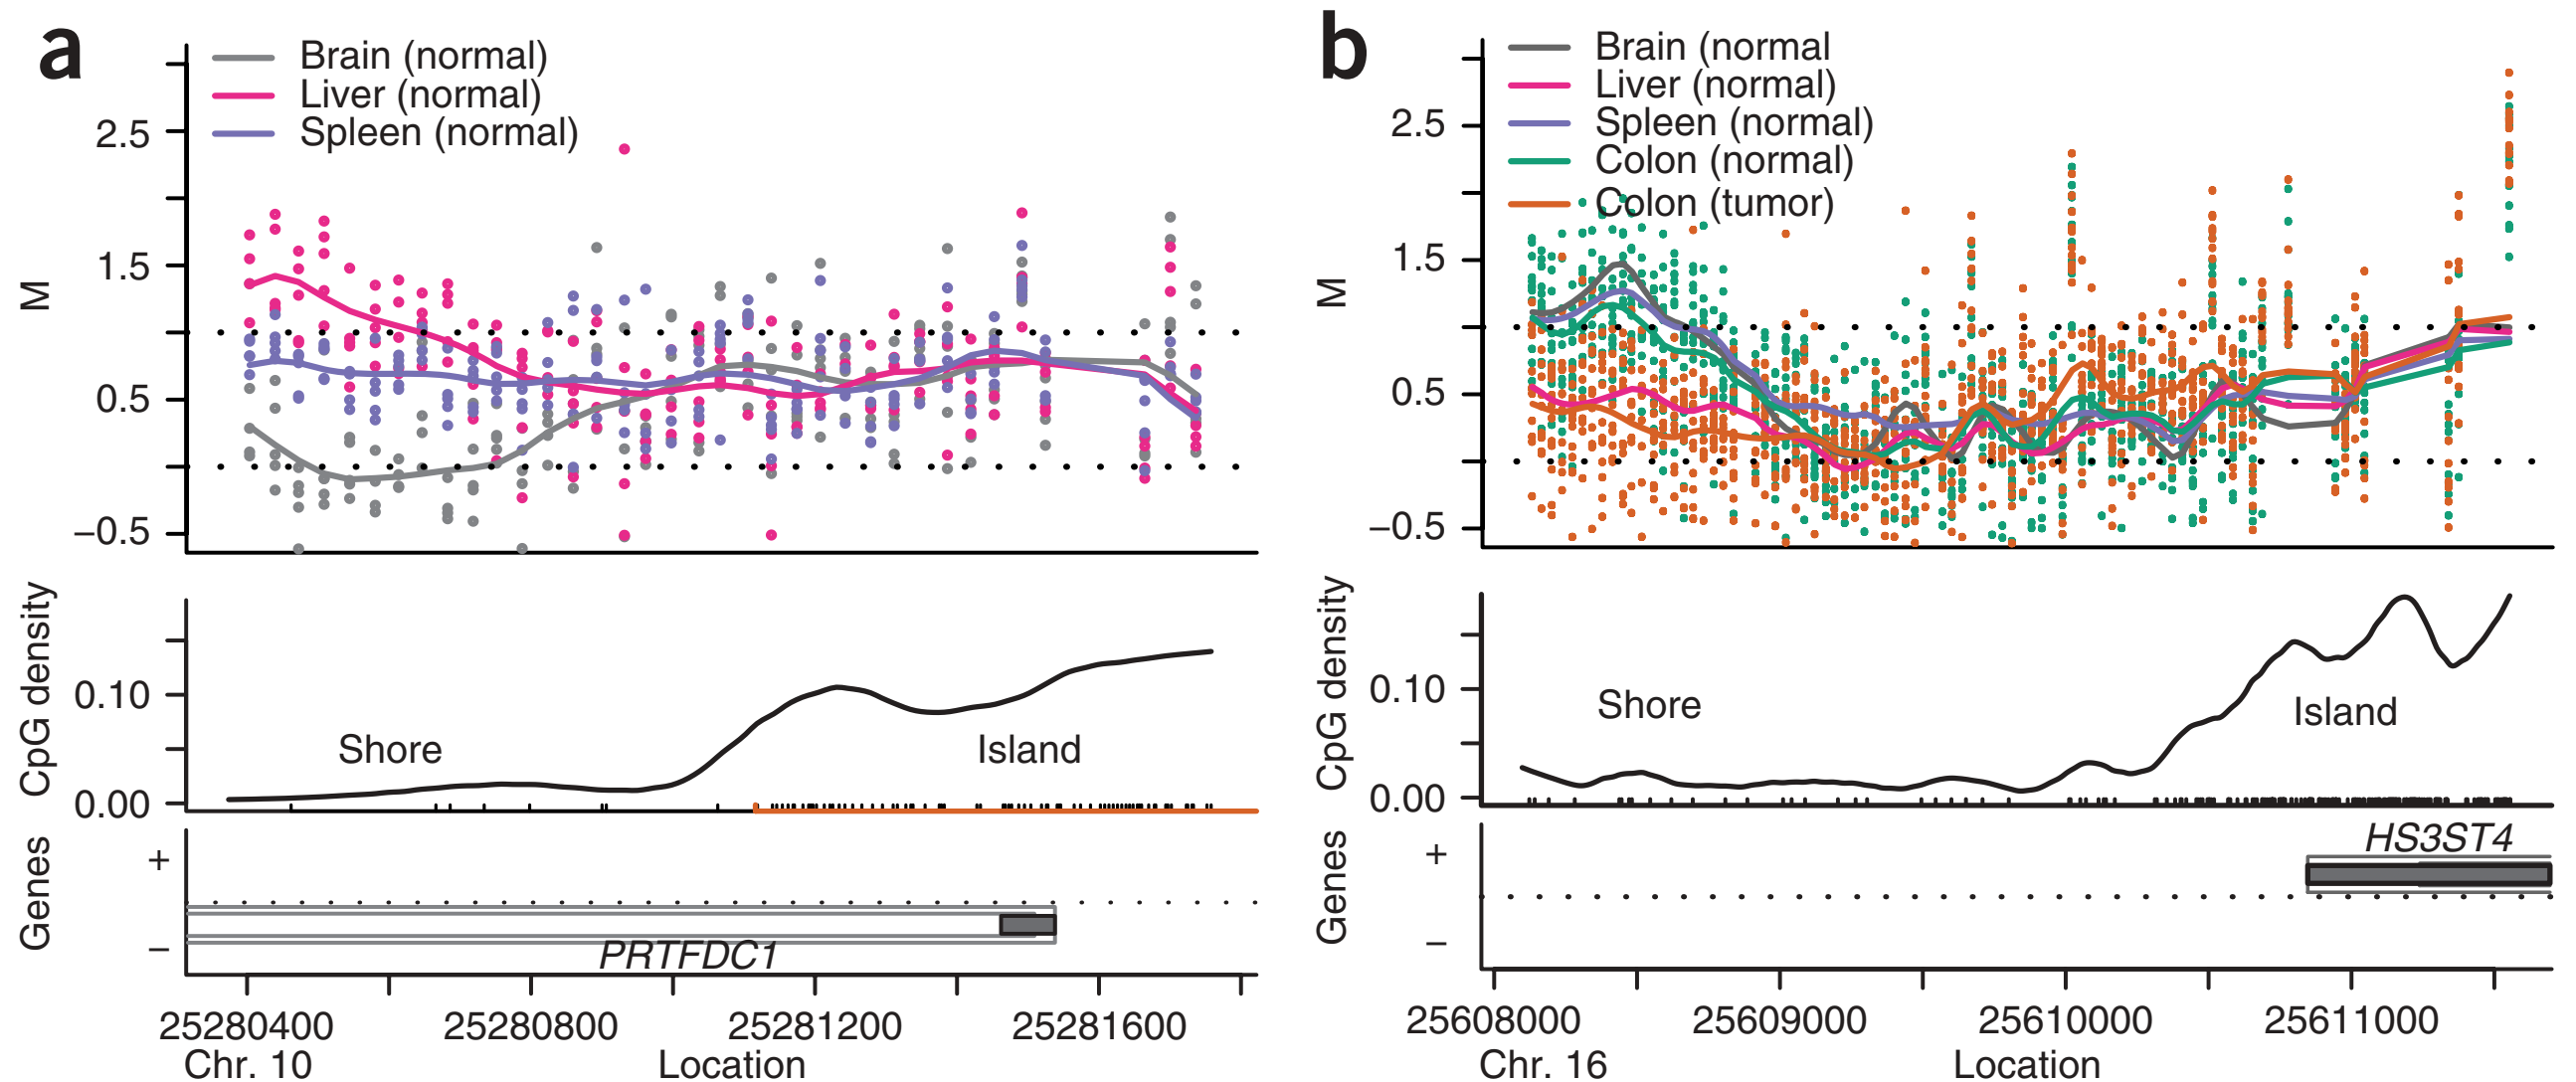 a
Brain (normal)
Liver (normal)
Spleen (normal)
M
2.5
1.5
0.5
−0.5
CpG density
0.10
0.00
Shore
Island
Genes
+
−
PRTFDC1
25280400 25280800 25281200 25281600
Chr. 10 Location
b
Brain (normal
Liver (normal)
Spleen (normal)
Colon (normal)
Colon (tumor)
M
2.5
1.5
0.5
−0.5
CpG density
0.10
0.00
Shore
Island
Genes
+
−
HS3ST4
25608000 25609000 25610000 25611000
Chr. 16 Location